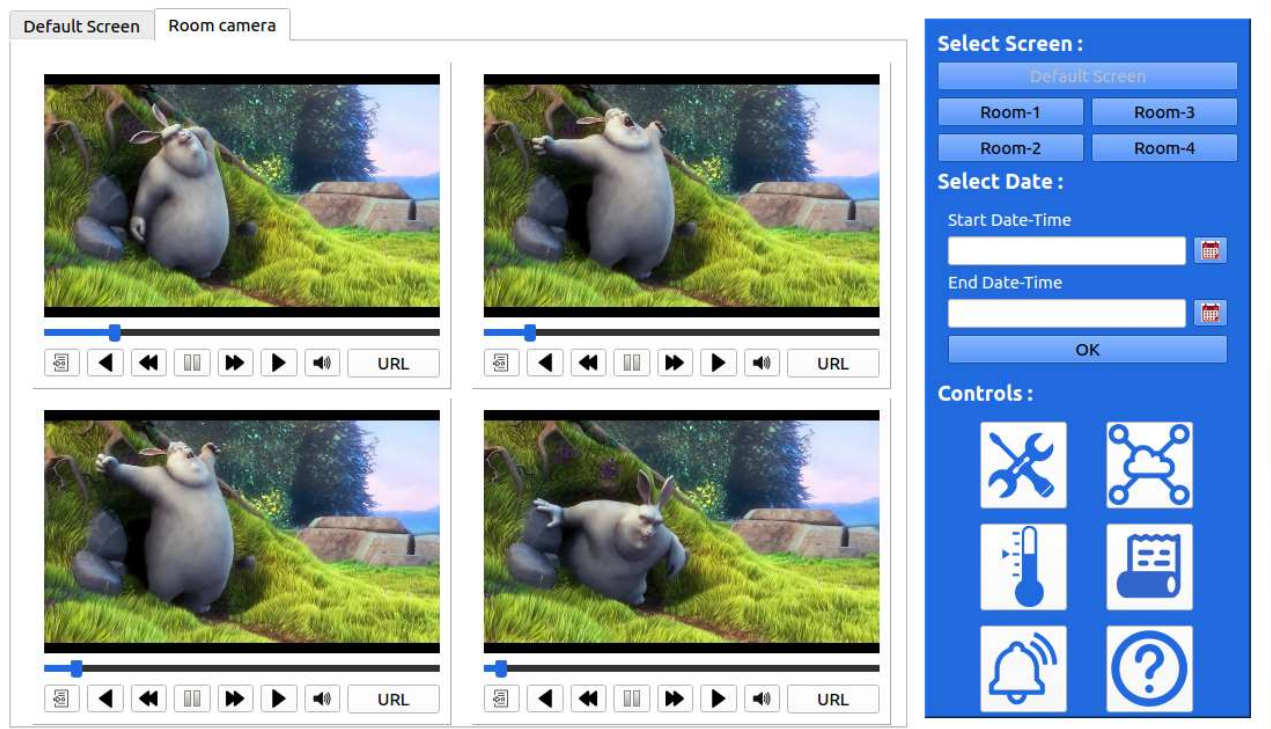 Default Screen
Room camera
URL
URL
URL
URL
Select Screen :
Default Screen
Room-1
Room-3
Room-2
Room-4
Select Date :
Start Date-Time
End Date-Time
OK
Controls :
?